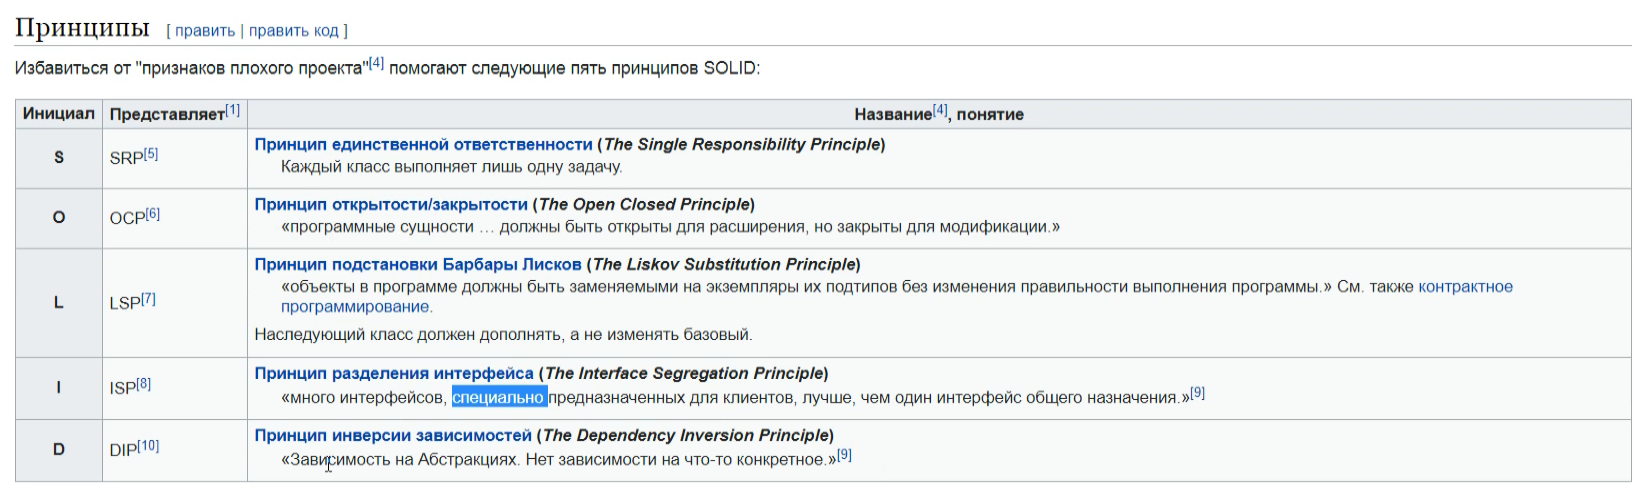 Принципы [ править | править код ]
Избавиться от "признаков плохого проекта"[4] помогают следующие пять принципов SOLID:
Инициал Представляет[1] Название[4], понятие
S SRP[5] Принцип единственной ответственности (The Single Responsibility Principle)
Каждый класс выполняет лишь одну задачу.
O OCP[6] Принцип открытости/закрытости (The Open Closed Principle)
«программные сущности … должны быть открыты для расширения, но закрыты для модификации.»
L LSP[7] Принцип подстановки Барбары Лисков (The Liskov Substitution Principle)
«объекты в программе должны быть заменяемыми на экземпляры их подтипов без изменения правильности выполнения программы.» См. также контрактное
программирование.
Наследующий класс должен дополнять, а не изменять базовый.
I ISP[8] Принцип разделения интерфейса (The Interface Segregation Principle)
«много интерфейсов, специально предназначенных для клиентов, лучше, чем один интерфейс общего назначения.»[9]
D DIP[10] Принцип инверсии зависимостей (The Dependency Inversion Principle)
«Зависимость на Абстракциях. Нет зависимости на что-то конкретное.»[9]